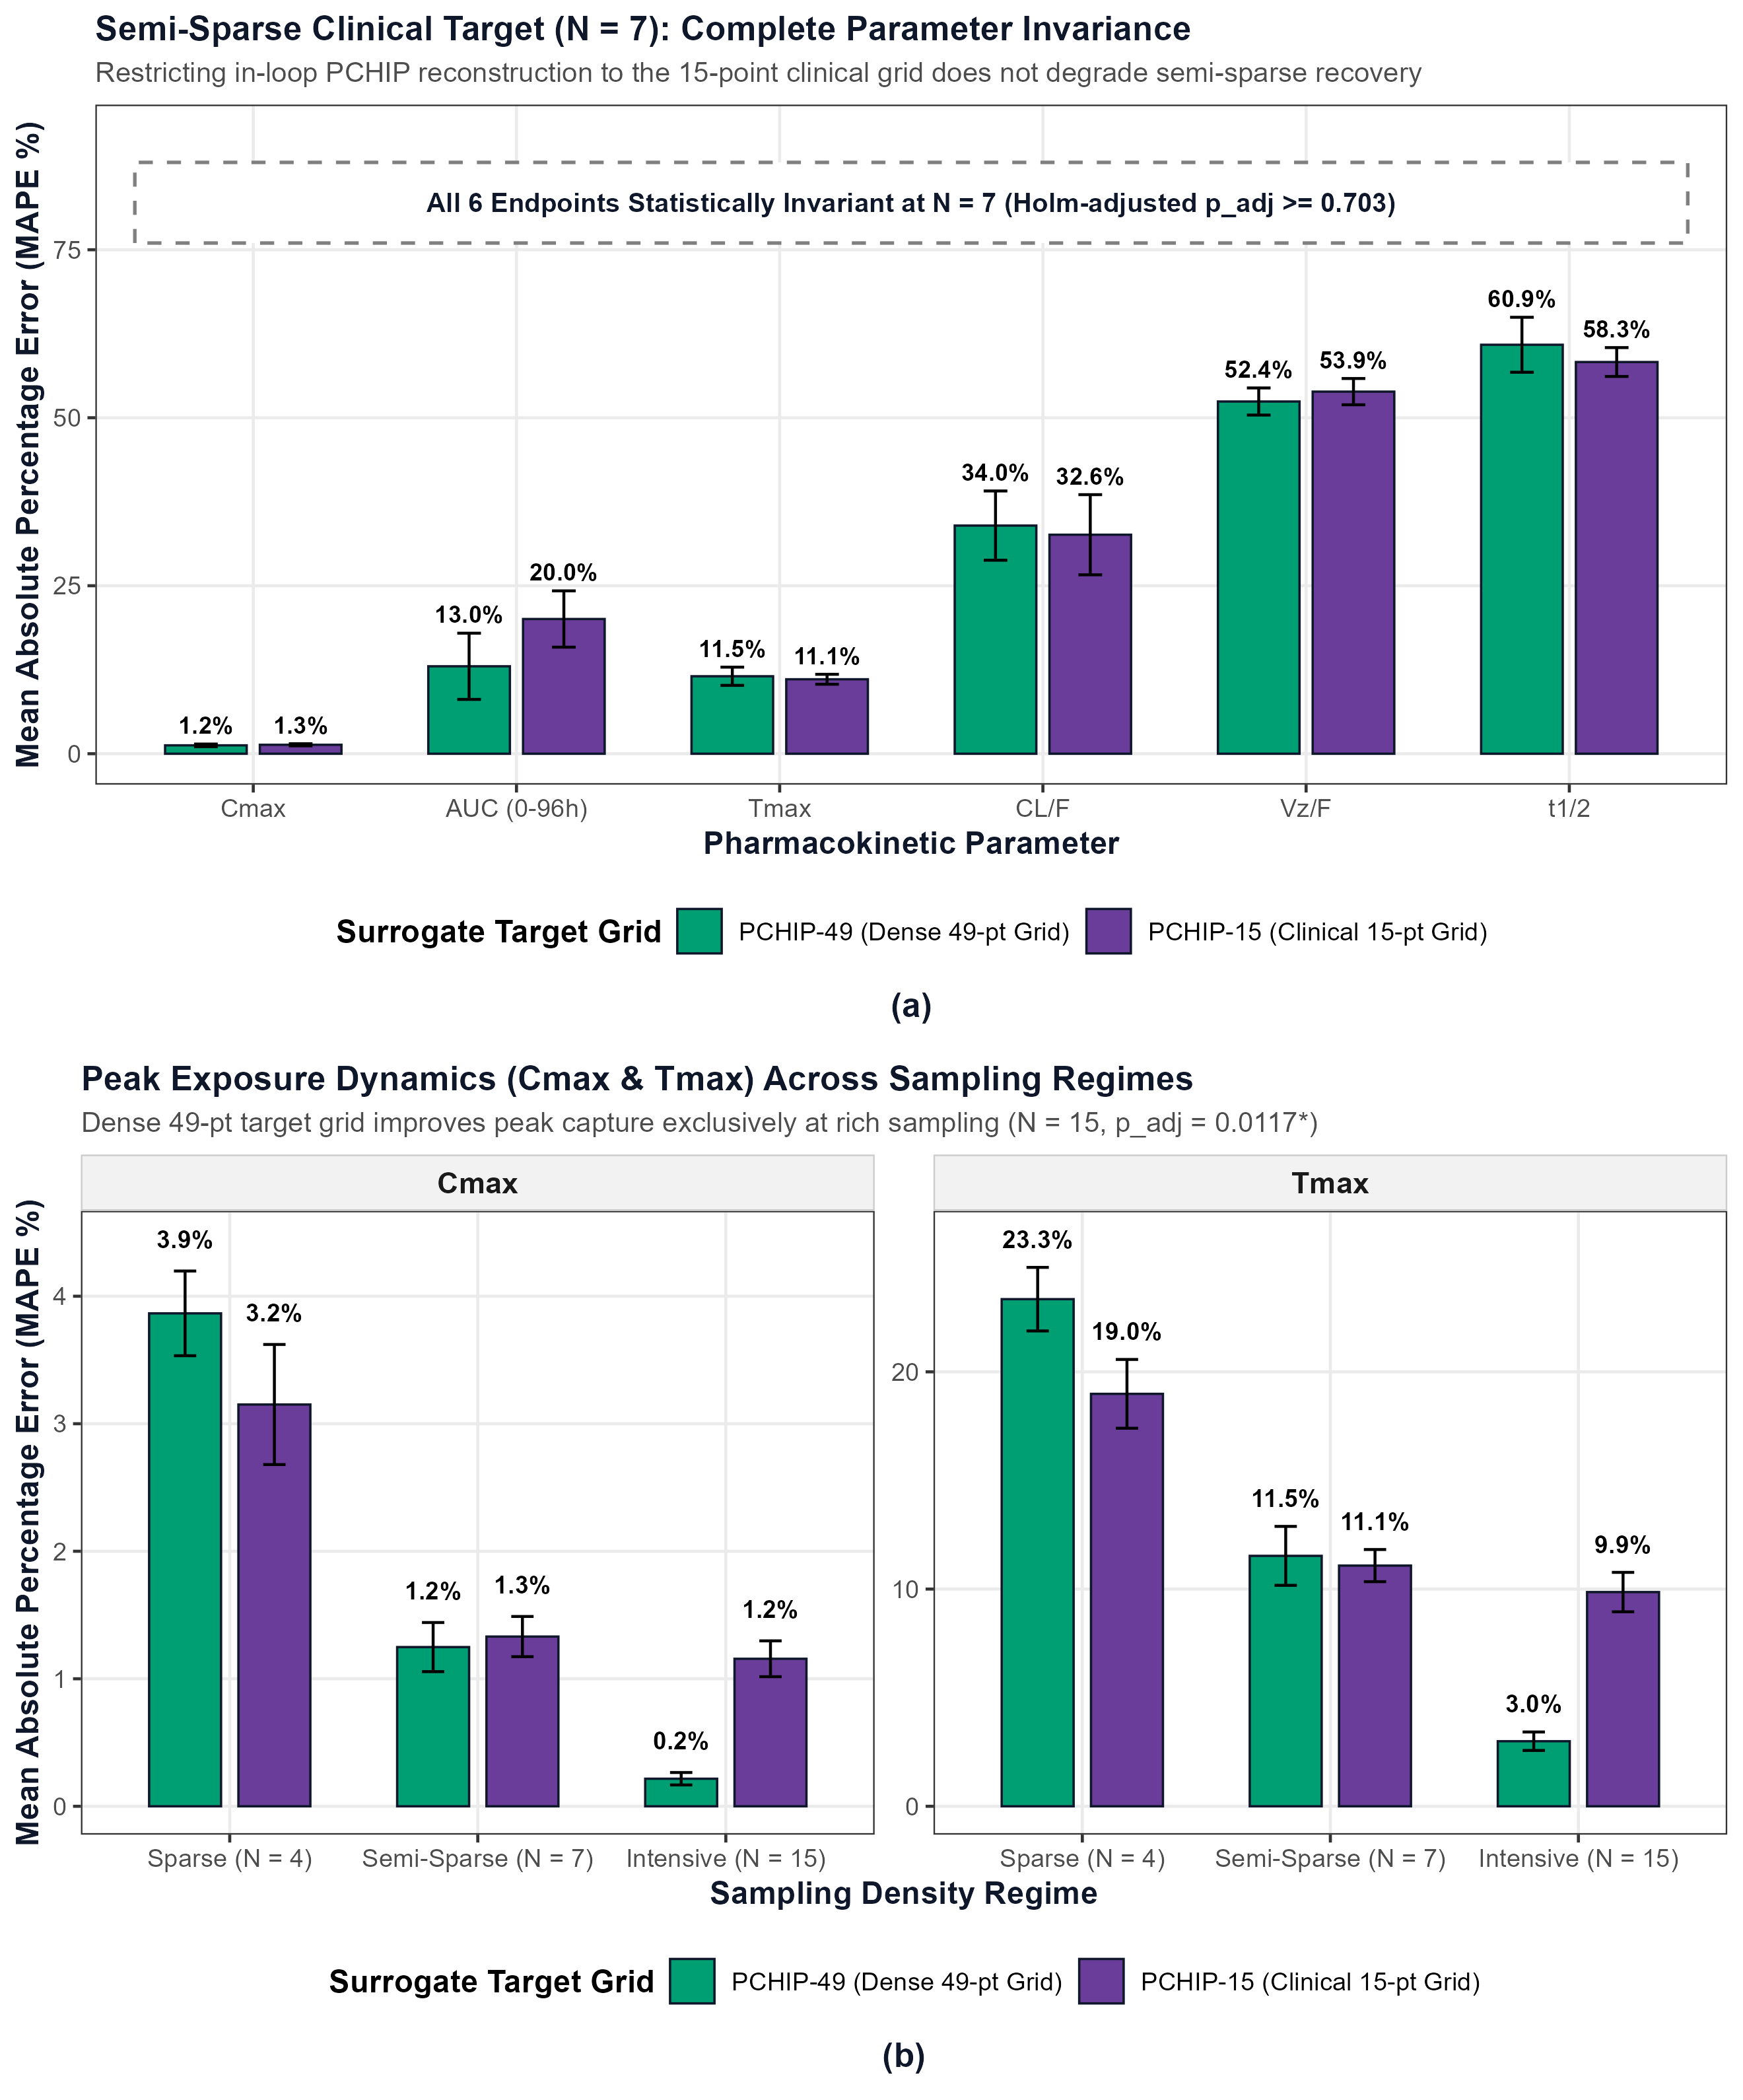 Semi-Sparse Clinical Target (N = 7): Complete Parameter Invariance
Restricting in-loop PCHIP reconstruction to the 15-point clinical grid does not degrade semi-sparse recovery
Mean Absolute Percentage Error (MAPE %)
75
50
25
0
All 6 Endpoints Statistically Invariant at N = 7 (Holm-adjusted p_adj >= 0.703)
1.2%
1.3%
13.0%
20.0%
11.5%
11.1%
34.0%
32.6%
52.4%
53.9%
60.9%
58.3%
Cmax
AUC (0-96h)
Tmax
CL/F
Vz/F
t1/2
Pharmacokinetic Parameter
Surrogate Target Grid
PCHIP-49 (Dense 49-pt Grid)
PCHIP-15 (Clinical 15-pt Grid)
(a)
Peak Exposure Dynamics (Cmax & Tmax) Across Sampling Regimes
Dense 49-pt target grid improves peak capture exclusively at rich sampling (N = 15, p_adj = 0.0117*)
Mean Absolute Percentage Error (MAPE %)
Cmax
4
3
2
1
0
3.9%
3.2%
1.2%
1.3%
0.2%
1.2%
Sparse (N = 4)
Semi-Sparse (N = 7)
Intensive (N = 15)
Tmax
20
10
0
23.3%
19.0%
11.5%
11.1%
3.0%
9.9%
Sparse (N = 4)
Semi-Sparse (N = 7)
Intensive (N = 15)
Sampling Density Regime
Surrogate Target Grid
PCHIP-49 (Dense 49-pt Grid)
PCHIP-15 (Clinical 15-pt Grid)
(b)